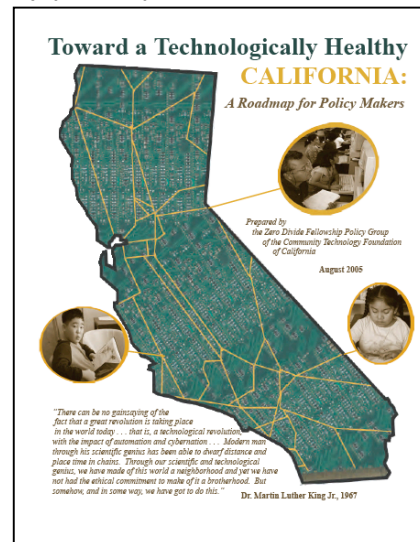 Toward a Technologically Healthy
CALIFORNIA:
A Roadmap for Policy Makers
Prepared by
the Zero Divide Fellowship Policy Group
of the Community Technology Foundation
of California
August 2005
"There can be no gainsaying of the
fact that a great revolution is taking place
in the world today . . . that is, a technological revolution,
with the impact of automation and cybernation . . . Modern man
through his scientific genius has been able to dwarf distance and
place time in chains. Through our scientific and technological
genius, we have made of this world a neighborhood and yet we have
not had the ethical commitment to make of it a brotherhood. But
somehow, and in some way, we have got to do this."
Dr. Martin Luther King Jr., 1967